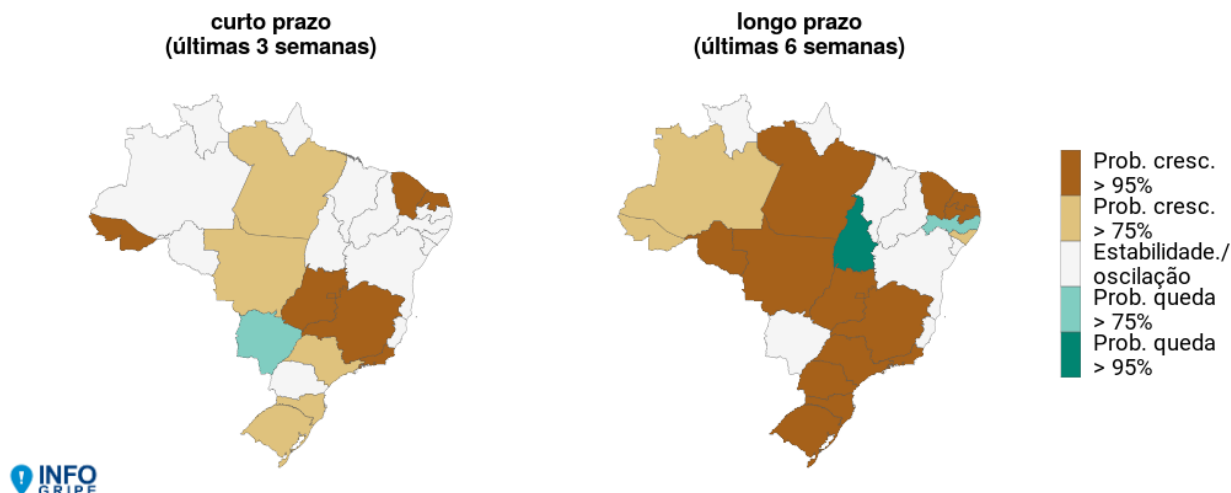 curto prazo
(últimas 3 semanas)
longo prazo
(últimas 6 semanas)
Prob. cresc.
> 95%
Prob. cresc.
> 75%
Estabilidade./
oscilação
Prob. queda
> 75%
Prob. queda
> 95%
INFO
GRIPE